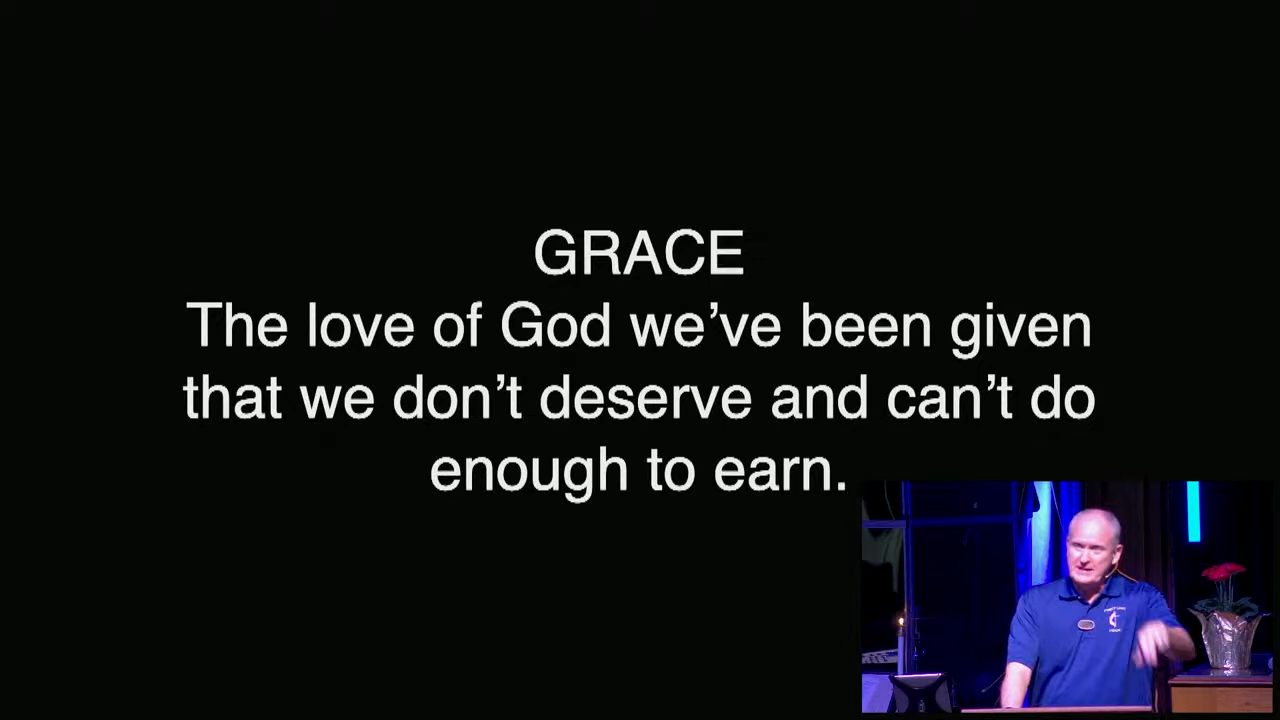 GRACE
The love of God we’ve been given
that we don’t deserve and can’t do
enough to earn.